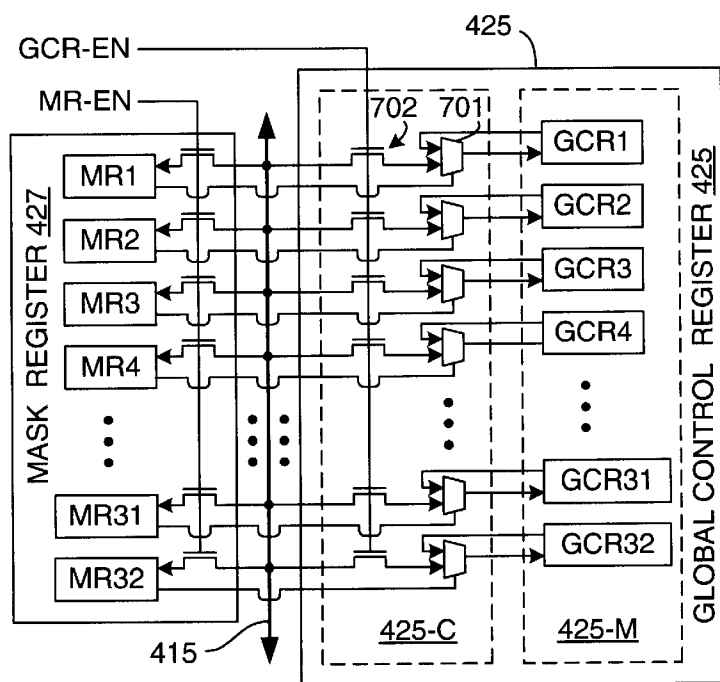 425
GCR-EN
MR-EN
702
701
MASK REGISTER 427
MR1
MR2
MR3
MR4
MR31
MR32
GCR1
GCR2
GCR3
GCR4
GCR31
GCR32
GLOBAL CONTROL REGISTER 425
415
425-C
425-M